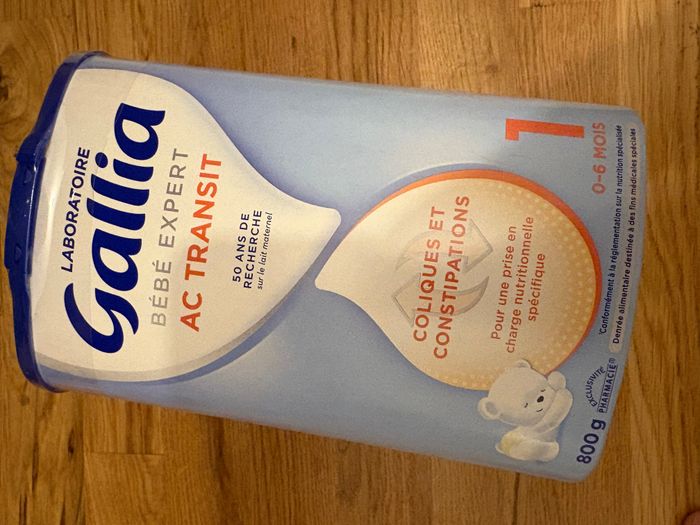 LABORATOIRE
Gallia
BÉBÉ EXPERT
AC TRANSIT
50 ANS DE
RECHERCHE
sur le lait maternel
COLIQUES ET
CONSTIPATIONS
Pour une prise en
charge nutritionnelle
spécifique
1
0-6 MOIS
800 g
EXCLUSIVITÉ
PHARMACIE(1)
¹Conformément à la réglementation sur la nutrition spécialisée
Denrée alimentaire destinée à des fins médicales spéciales